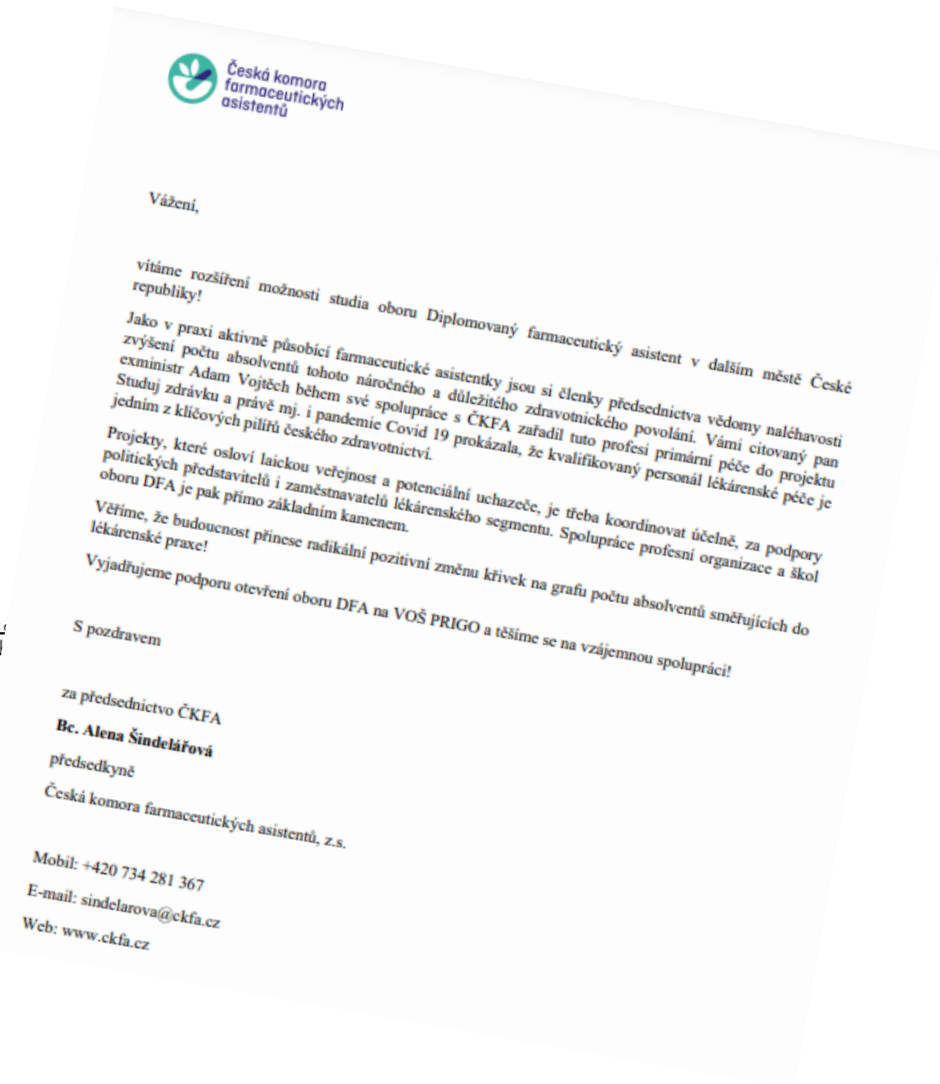 Česká komora
farmaceutických
asistentů
Vážení,
vítáme rozšíření možnosti studia oboru Diplomovaný farmaceutický asistent v dalším městě České
republiky!
Jako v praxi aktivně působící farmaceutické asistentky jsou si členky předsednictva vědomy naléhavosti
zvýšení počtu absolventů tohoto náročného a důležitého zdravotnického povolání. Vámi citovaný pan
exministr Adam Vojtěch během své spolupráce s ČKFA zařadil tuto profesi primární péče do projektu
Studuj zdrávku a právě mj. i pandemie Covid 19 prokázala, že kvalifikovaný personál lékárenské péče je
jedním z klíčových pilířů českého zdravotnictví.
Projekty, které osloví laickou veřejnost a potenciální uchazeče, je třeba koordinovat účelně, za podpory
politických představitelů i zaměstnavatelů lékárenského segmentu. Spolupráce profesní organizace a škol
oboru DFA je pak přímo základním kamenem.
Věříme, že budoucnost přinese radikální pozitivní změnu křivek na grafu počtu absolventů směřujících do
lékárenské praxe!
Vyjadřujeme podporu otevření oboru DFA na VOŠ PRIGO a těšíme se na vzájemnou spolupráci!
S pozdravem
za předsednictvo ČKFA
Bc. Alena Šindelářová
předsedkyně
Česká komora farmaceutických asistentů, z.s.
Mobil: +420 734 281 367
E-mail: sindelarova@ckfa.cz
Web: www.ckfa.cz